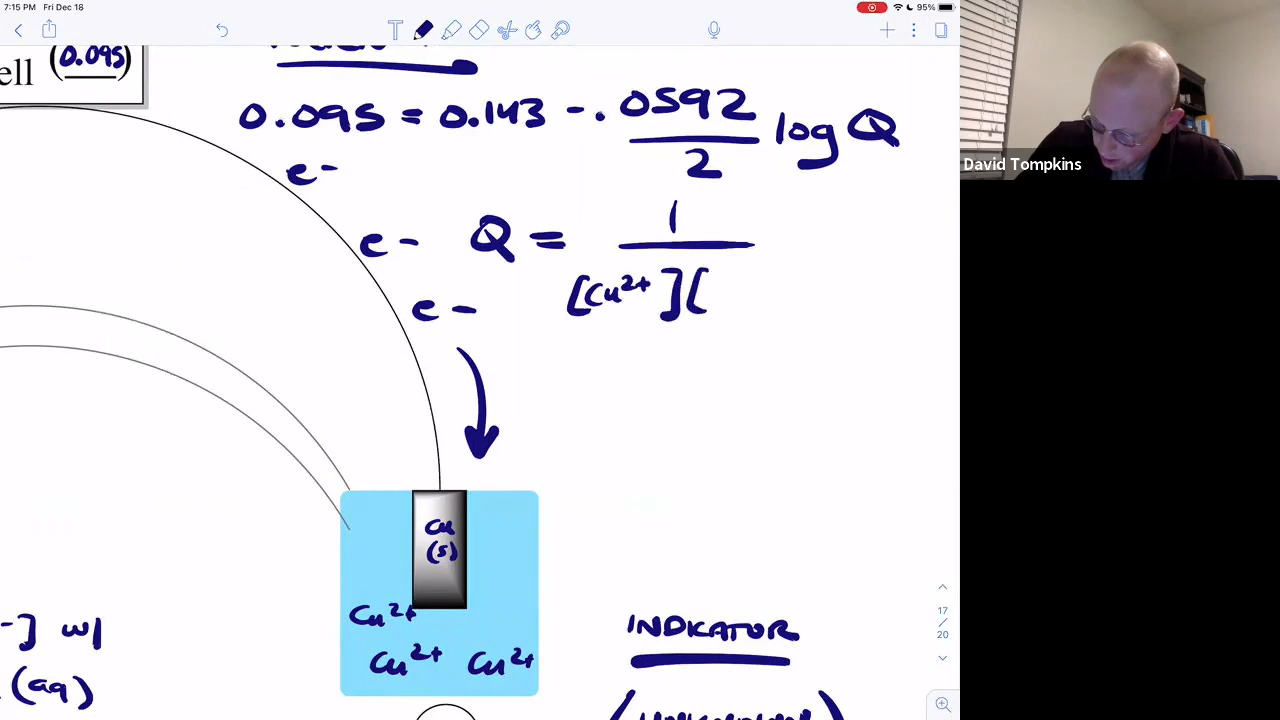 7:15 PM Fri Dec 18
95%
ell (0.095)
0.095 = 0.143 - .0592/2 log Q
e-
e- Q = 1/[Cu2+][
e-
Cu
(s)
Cu2+
Cu2+ Cu2+
-] w/
(aq)
INDICATOR
17
/
20
David Tompkins